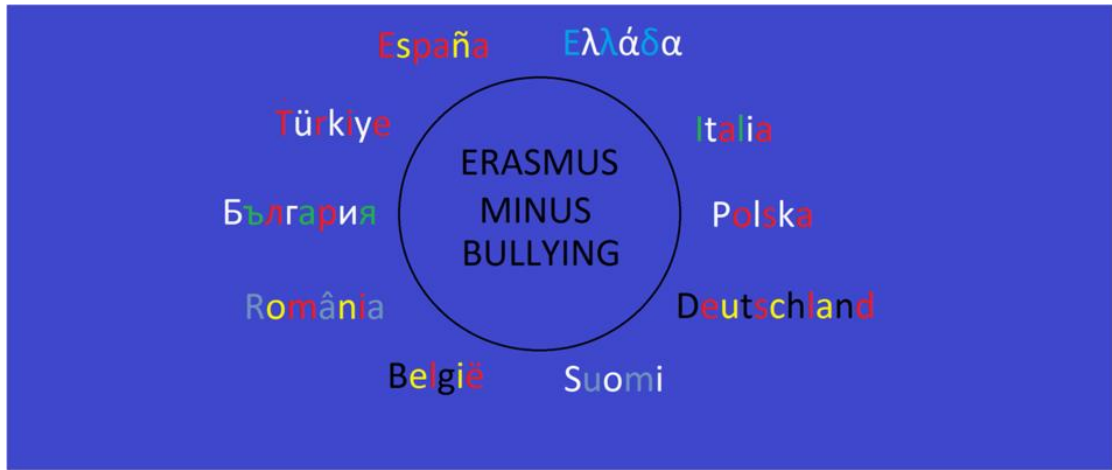 España Ελλάδα
Türkiye Italia
ERASMUS
MINUS
BULLYING
България Polska
România Deutschland
België Suomi